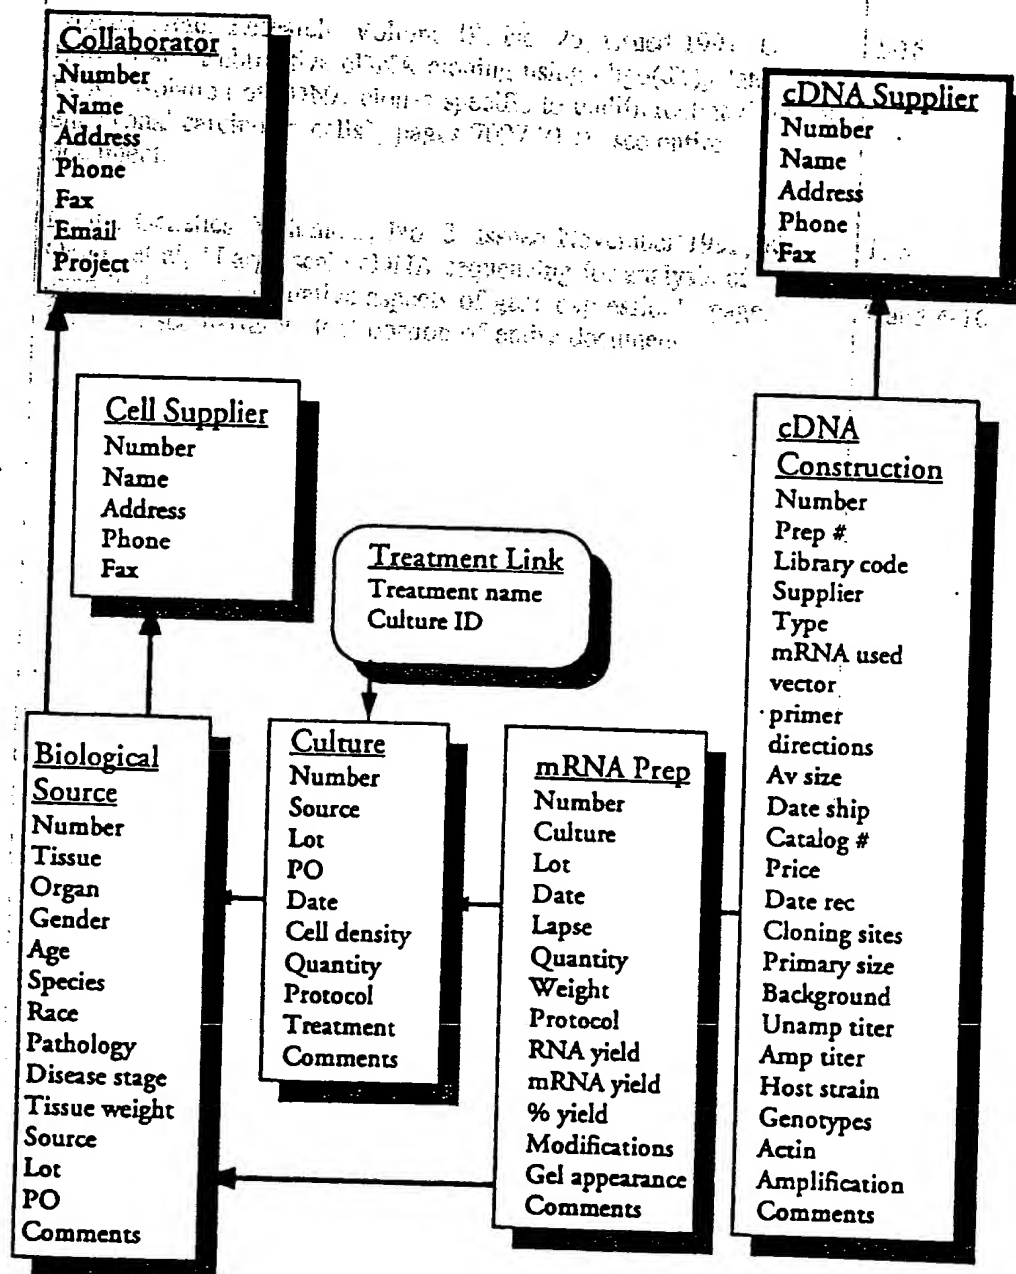 Collaborator
Number
Name
Address
Phone
Fax
Email
Project
cDNA Supplier
Number
Name
Address
Phone
Fax
Cell Supplier
Number
Name
Address
Phone
Fax
Treatment Link
Treatment name
Culture ID
cDNA
Construction
Number
Prep #
Library code
Supplier
Type
mRNA used
vector
primer
directions
Av size
Date ship
Catalog #
Price
Date rec
Cloning sites
Primary size
Background
Unamp titer
Amp titer
Host strain
Genotypes
Actin
Amplification
Comments
Biological
Source
Number
Tissue
Organ
Gender
Age
Species
Race
Pathology
Disease stage
Tissue weight
Source
Lot
PO
Comments
Culture
Number
Source
Lot
PO
Date
Cell density
Quantity
Protocol
Treatment
Comments
mRNA Prep
Number
Culture
Lot
Date
Lapse
Quantity
Weight
Protocol
RNA yield
mRNA yield
% yield
Modifications
Gel appearance
Comments